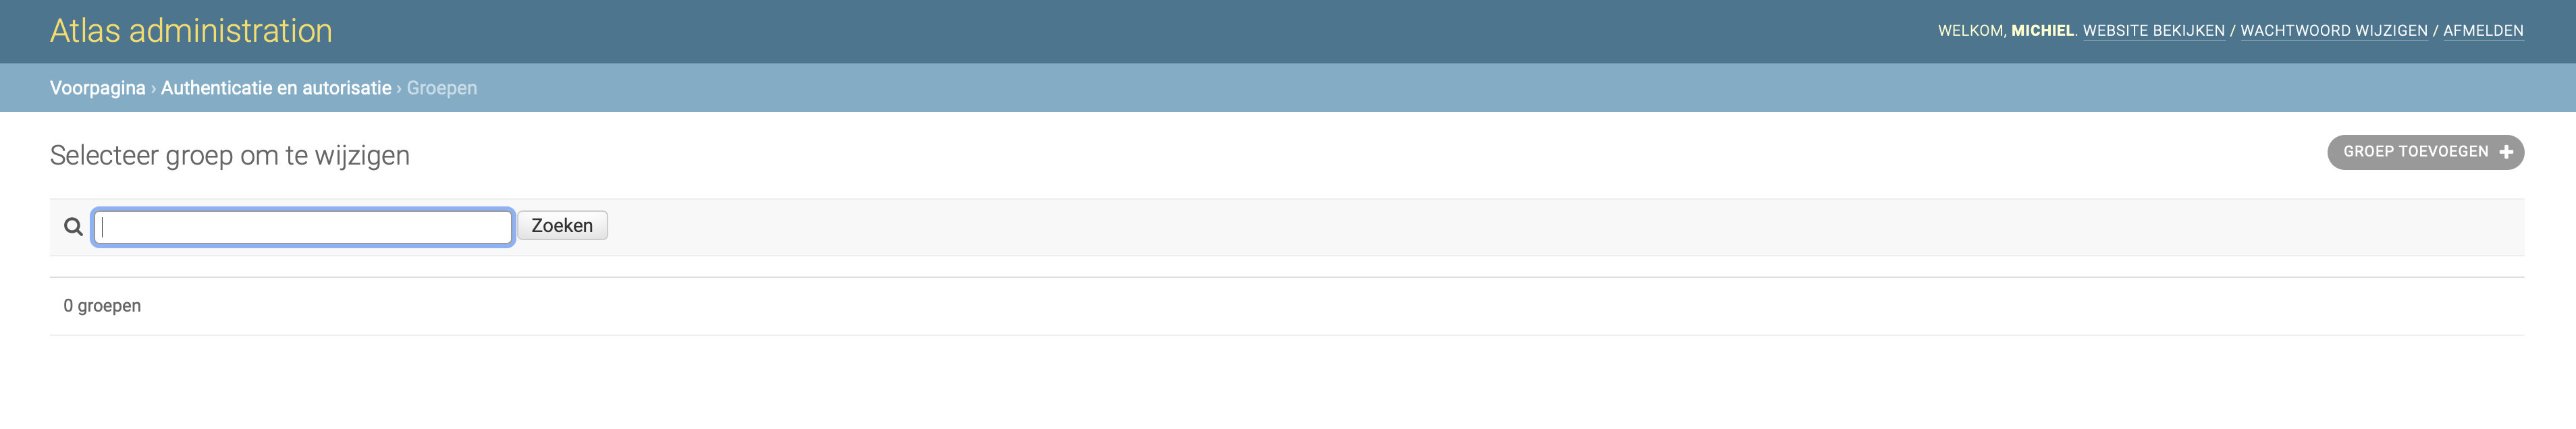 Atlas administration
WELKOM, MICHIEL. WEBSITE BEKIJKEN / WACHTWOORD WIJZIGEN / AFMELDEN
Voorpagina › Authenticatie en autorisatie › Groepen
Selecteer groep om te wijzigen
GROEP TOEVOEGEN +
Zoeken
0 groepen